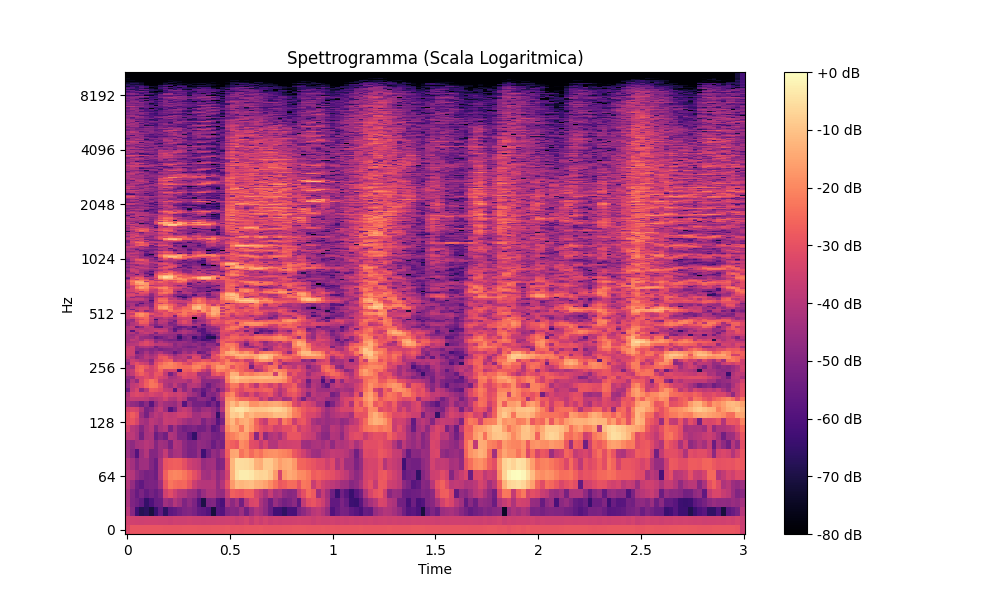 Spettrogramma (Scala Logaritmica)
8192
4096
2048
1024
512
256
128
64
0
Hz
0
0.5
1
1.5
2
2.5
3
Time
+0 dB
-10 dB
-20 dB
-30 dB
-40 dB
-50 dB
-60 dB
-70 dB
-80 dB